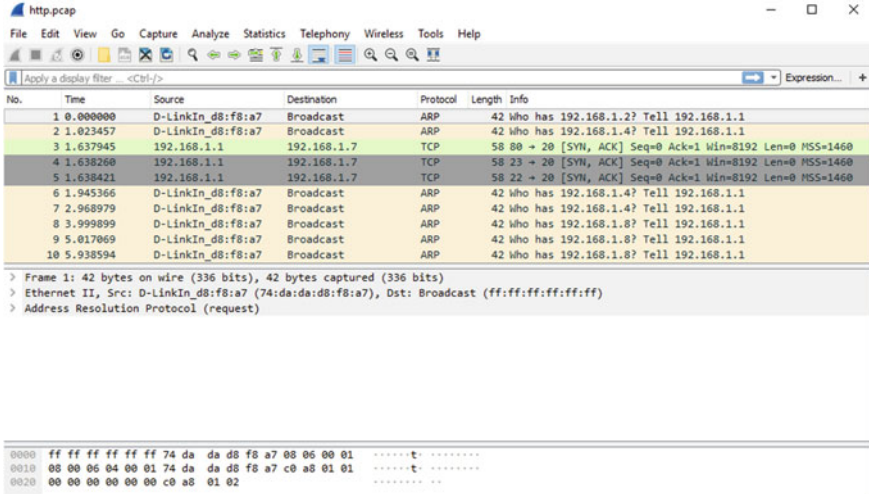 http.pcap
File Edit View Go Capture Analyze Statistics Telephony Wireless Tools Help
Apply a display filter ... <Ctrl-/> Expression... +
No. Time Source Destination Protocol Length Info
1 0.000000 D-LinkIn_d8:f8:a7 Broadcast ARP 42 Who has 192.168.1.2? Tell 192.168.1.1
2 1.023457 D-LinkIn_d8:f8:a7 Broadcast ARP 42 Who has 192.168.1.4? Tell 192.168.1.1
3 1.637945 192.168.1.1 192.168.1.7 TCP 58 80 → 20 [SYN, ACK] Seq=0 Ack=1 Win=8192 Len=0 MSS=1460
4 1.638260 192.168.1.1 192.168.1.7 TCP 58 23 → 20 [SYN, ACK] Seq=0 Ack=1 Win=8192 Len=0 MSS=1460
5 1.638421 192.168.1.1 192.168.1.7 TCP 58 22 → 20 [SYN, ACK] Seq=0 Ack=1 Win=8192 Len=0 MSS=1460
6 1.945366 D-LinkIn_d8:f8:a7 Broadcast ARP 42 Who has 192.168.1.4? Tell 192.168.1.1
7 2.968979 D-LinkIn_d8:f8:a7 Broadcast ARP 42 Who has 192.168.1.4? Tell 192.168.1.1
8 3.999899 D-LinkIn_d8:f8:a7 Broadcast ARP 42 Who has 192.168.1.8? Tell 192.168.1.1
9 5.017069 D-LinkIn_d8:f8:a7 Broadcast ARP 42 Who has 192.168.1.8? Tell 192.168.1.1
10 5.938594 D-LinkIn_d8:f8:a7 Broadcast ARP 42 Who has 192.168.1.8? Tell 192.168.1.1
> Frame 1: 42 bytes on wire (336 bits), 42 bytes captured (336 bits)
> Ethernet II, Src: D-LinkIn_d8:f8:a7 (74:da:da:d8:f8:a7), Dst: Broadcast (ff:ff:ff:ff:ff:ff)
> Address Resolution Protocol (request)
0000 ff ff ff ff ff ff 74 da da d8 f8 a7 08 06 00 01 ······t· ········
0010 08 00 06 04 00 01 74 da da d8 f8 a7 c0 a8 01 01 ······t· ········
0020 00 00 00 00 00 00 c0 a8 01 02 ········ ··